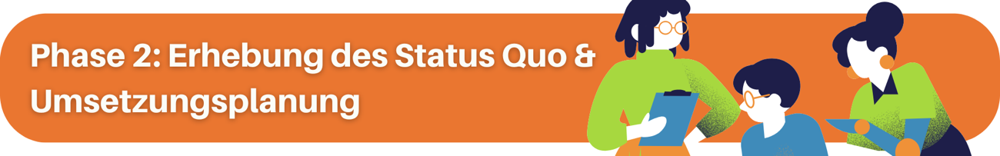 Phase 2: Erhebung des Status Quo &
Umsetzungsplanung